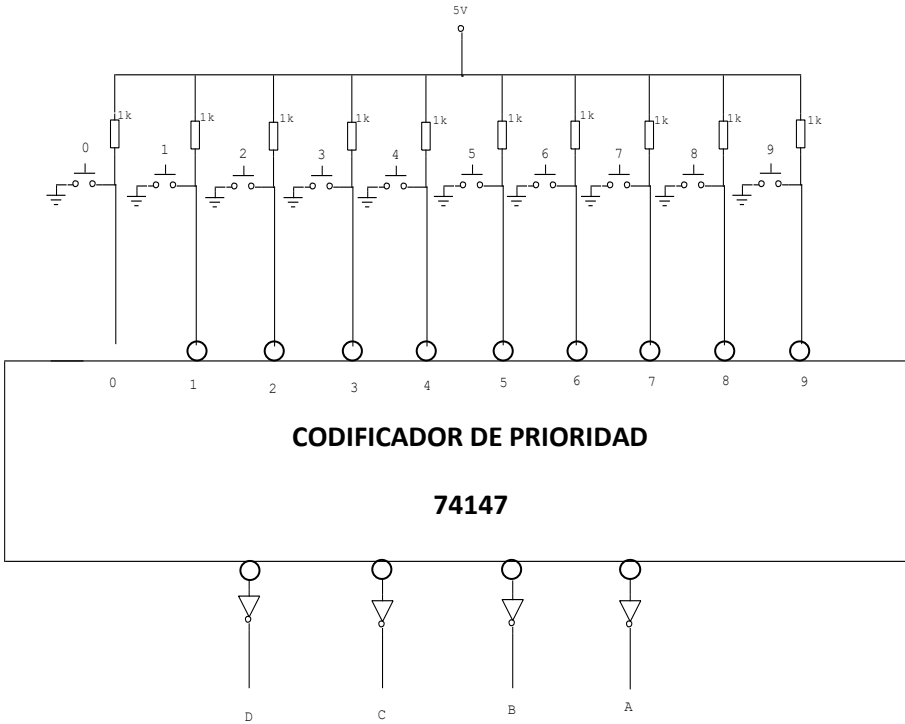 5V
1k 1k 1k 1k 1k 1k 1k 1k 1k 1k
0 1 2 3 4 5 6 7 8 9
0 1 2 3 4 5 6 7 8 9
CODIFICADOR DE PRIORIDAD
74147
D C B A